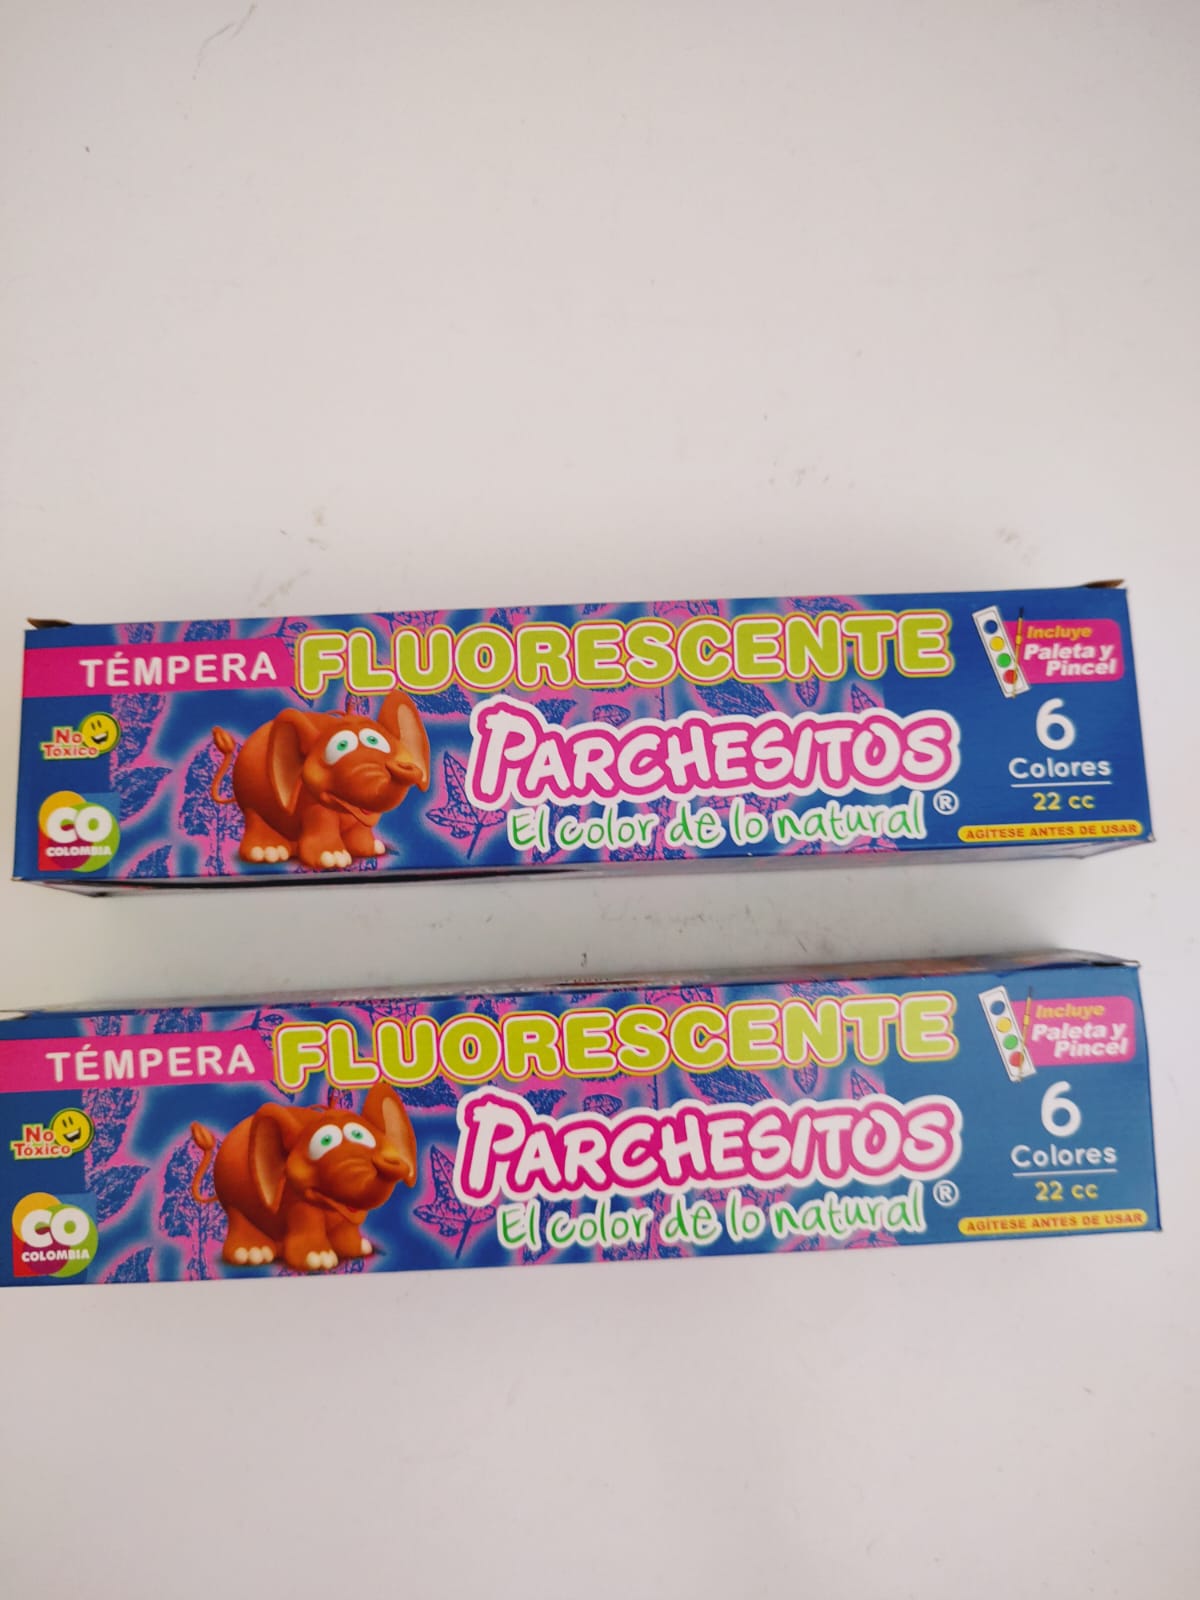 TÉMPERA FLUORESCENTE
Incluye
Paleta y
Pincel
No
Tóxico
PARCHESITOS
El color de lo natural ®
6
Colores
22 cc
AGÍTESE ANTES DE USAR
CO
COLOMBIA
TÉMPERA FLUORESCENTE
Incluye
Paleta y
Pincel
No
Tóxico
PARCHESITOS
El color de lo natural ®
6
Colores
22 cc
AGÍTESE ANTES DE USAR
CO
COLOMBIA